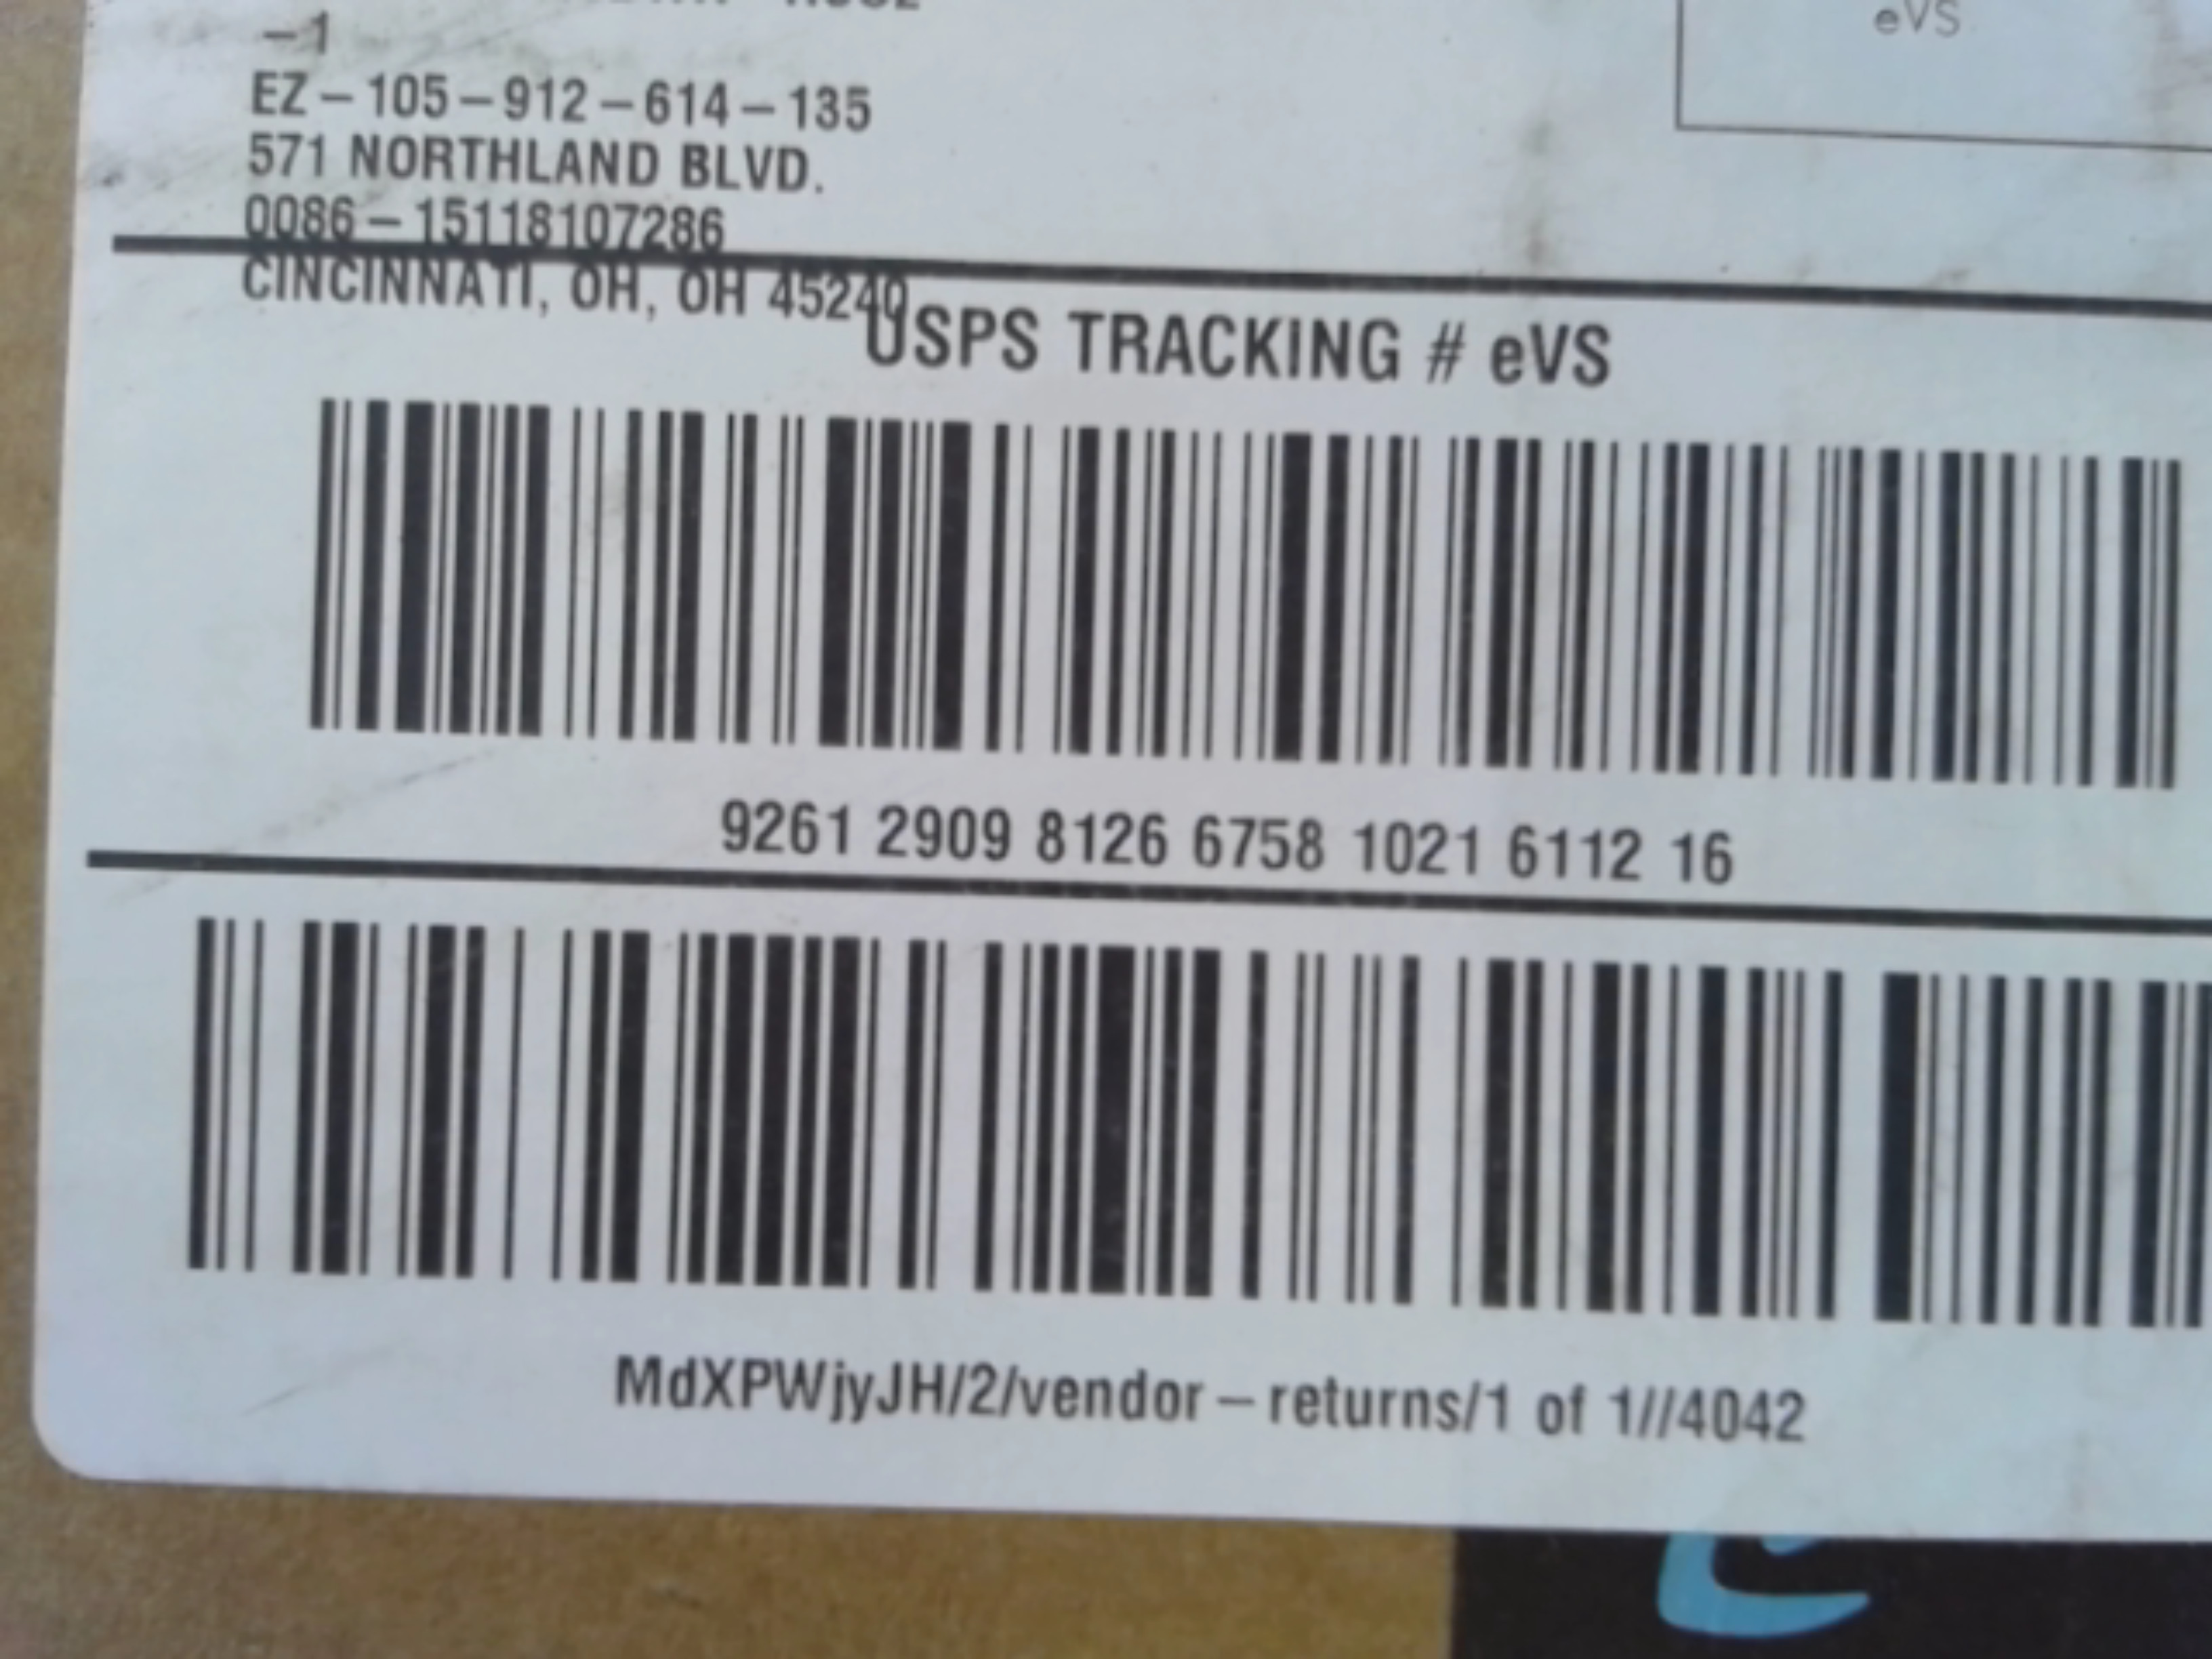 eVS
-1
EZ-105-912-614-135
571 NORTHLAND BLVD.
0086-15118107286
CINCINNATI, OH, OH 45240
USPS TRACKING # eVS
9261 2909 8126 6758 1021 6112 16
MdXPWjyJH/2/vendor-returns/1 of 1//4042